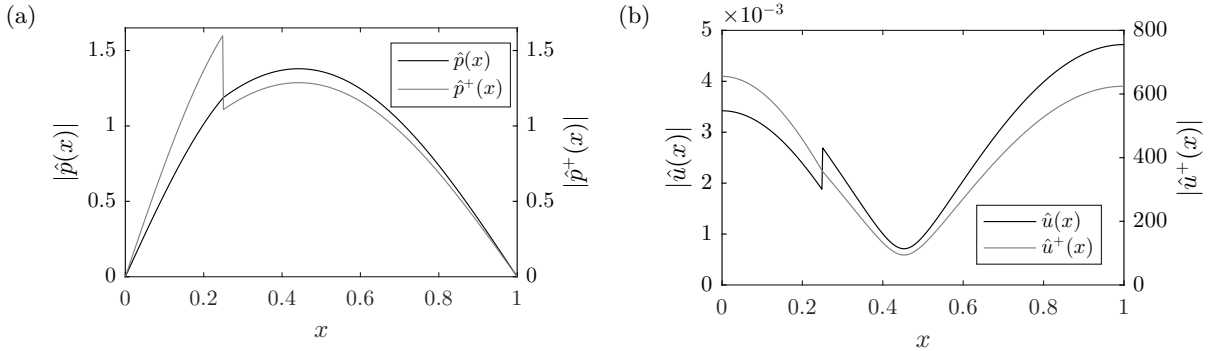 (a)
1.5
1
0.5
0
|p̂(x)|
p̂(x)
p̂⁺(x)
1.5
1
0.5
0
|p̂⁺(x)|
0 0.2 0.4 0.6 0.8 1
x
(b)
×10⁻³
5
4
3
2
1
0
|û(x)|
û(x)
û⁺(x)
800
600
400
200
0
|û⁺(x)|
0 0.2 0.4 0.6 0.8 1
x